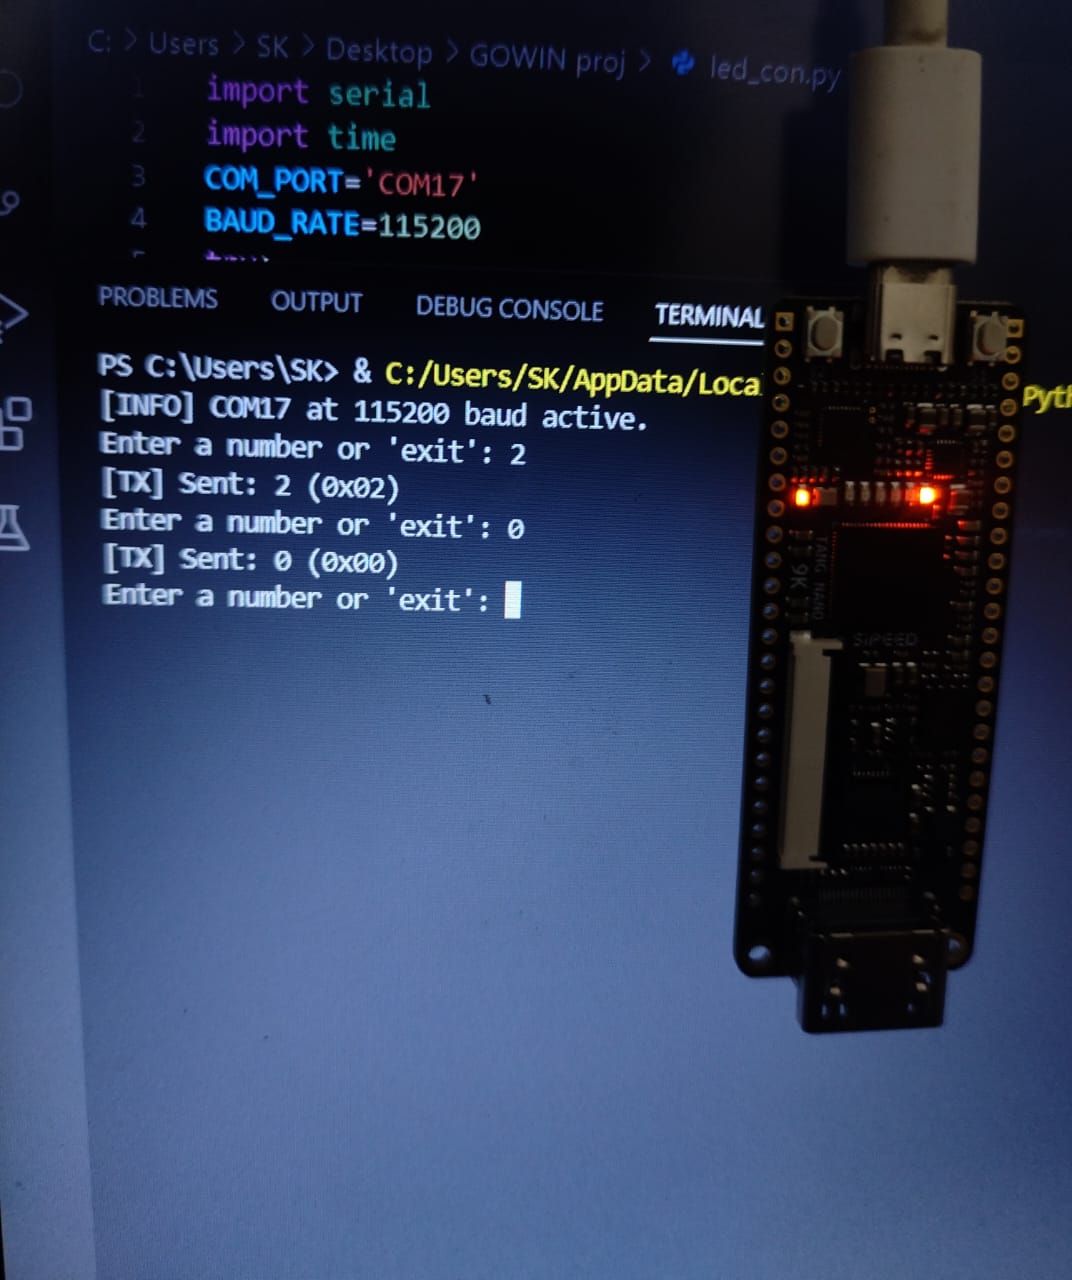 C: > Users > SK > Desktop > GOWIN proj > led_con.py
1 import serial
2 import time
3 COM_PORT='COM17'
4 BAUD_RATE=115200
PROBLEMS OUTPUT DEBUG CONSOLE TERMINAL
PS C:\Users\SK> & C:/Users/SK/AppData/Loca Pyth
[INFO] COM17 at 115200 baud active.
Enter a number or 'exit': 2
[TX] Sent: 2 (0x02)
Enter a number or 'exit': 0
[TX] Sent: 0 (0x00)
Enter a number or 'exit':
TANG NANO
9K
SiPEED